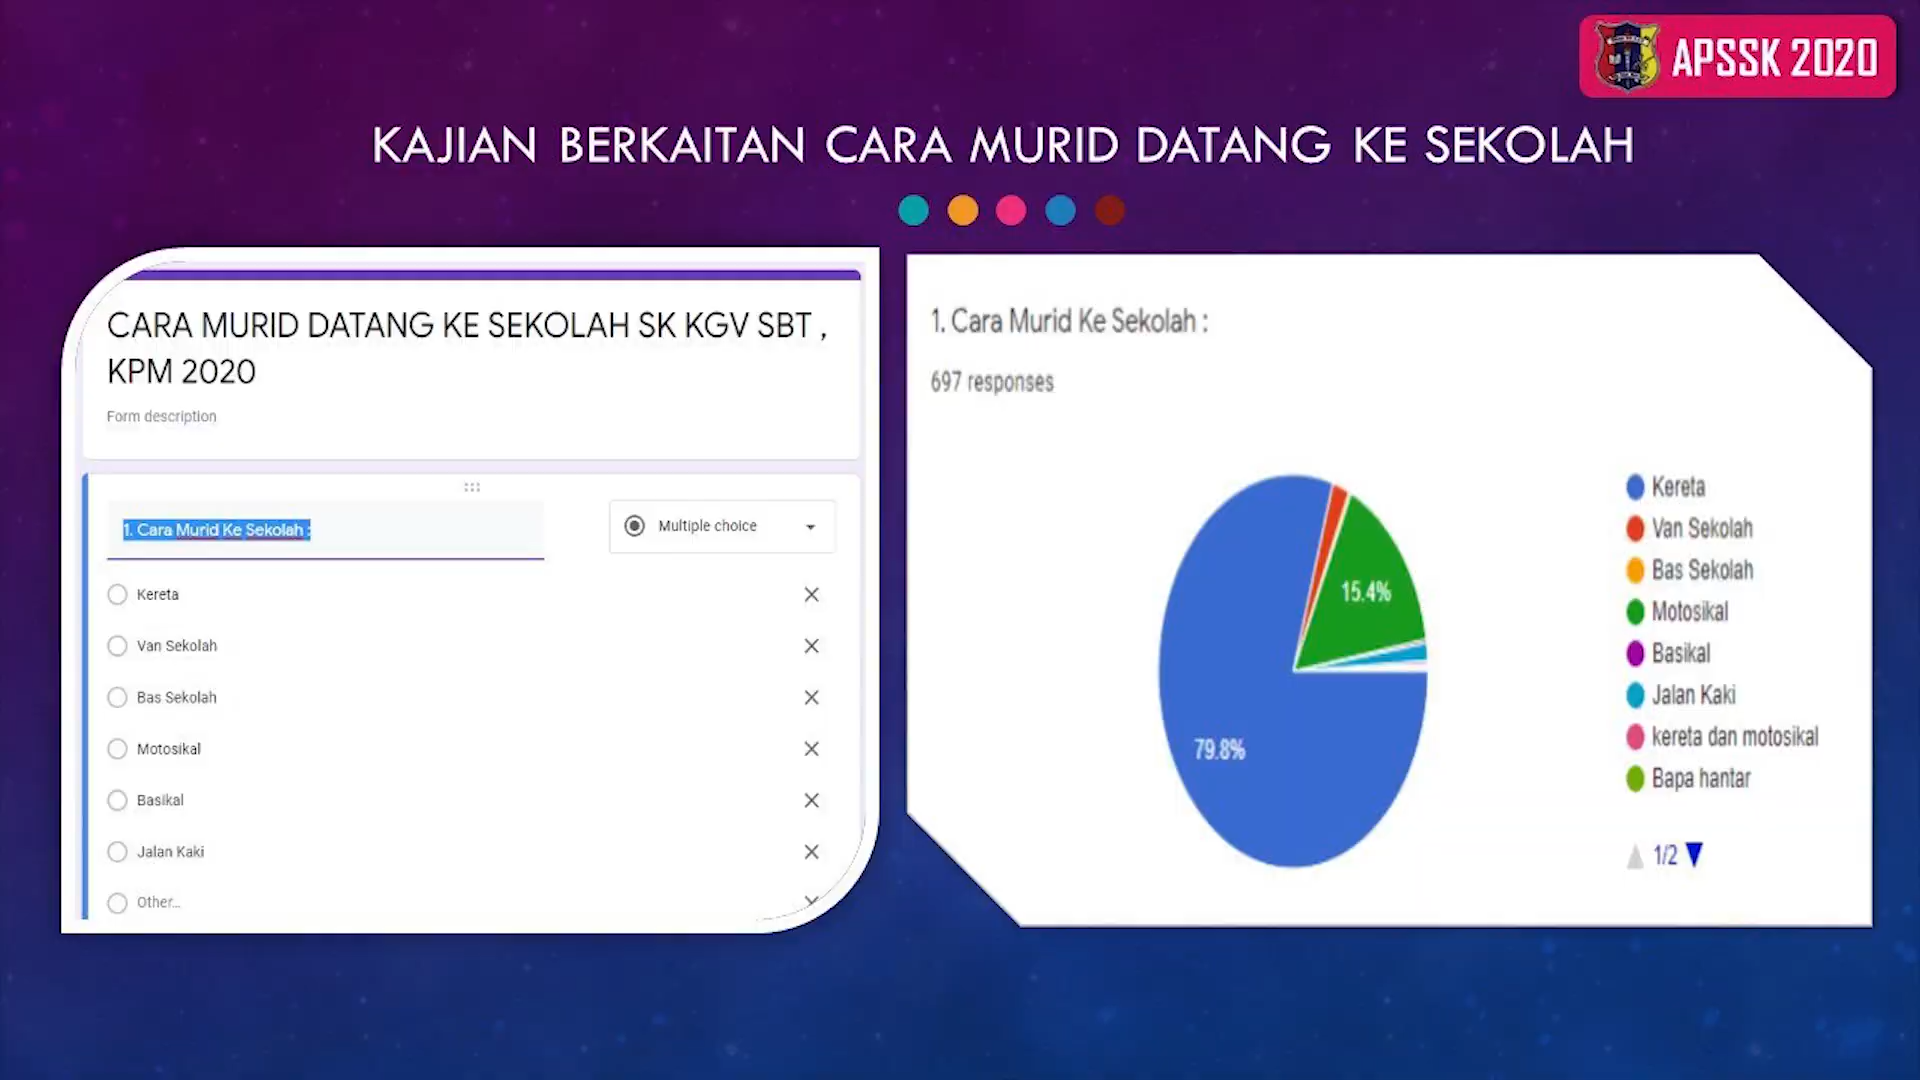 APSSK 2020
KAJIAN BERKAITAN CARA MURID DATANG KE SEKOLAH
CARA MURID DATANG KE SEKOLAH SK KGV SBT ,
KPM 2020
Form description
1. Cara Murid Ke Sekolah :
Multiple choice
Kereta
Van Sekolah
Bas Sekolah
Motosikal
Basikal
Jalan Kaki
Other...
1. Cara Murid Ke Sekolah :
697 responses
15.4%
79.8%
Kereta
Van Sekolah
Bas Sekolah
Motosikal
Basikal
Jalan Kaki
kereta dan motosikal
Bapa hantar
1/2